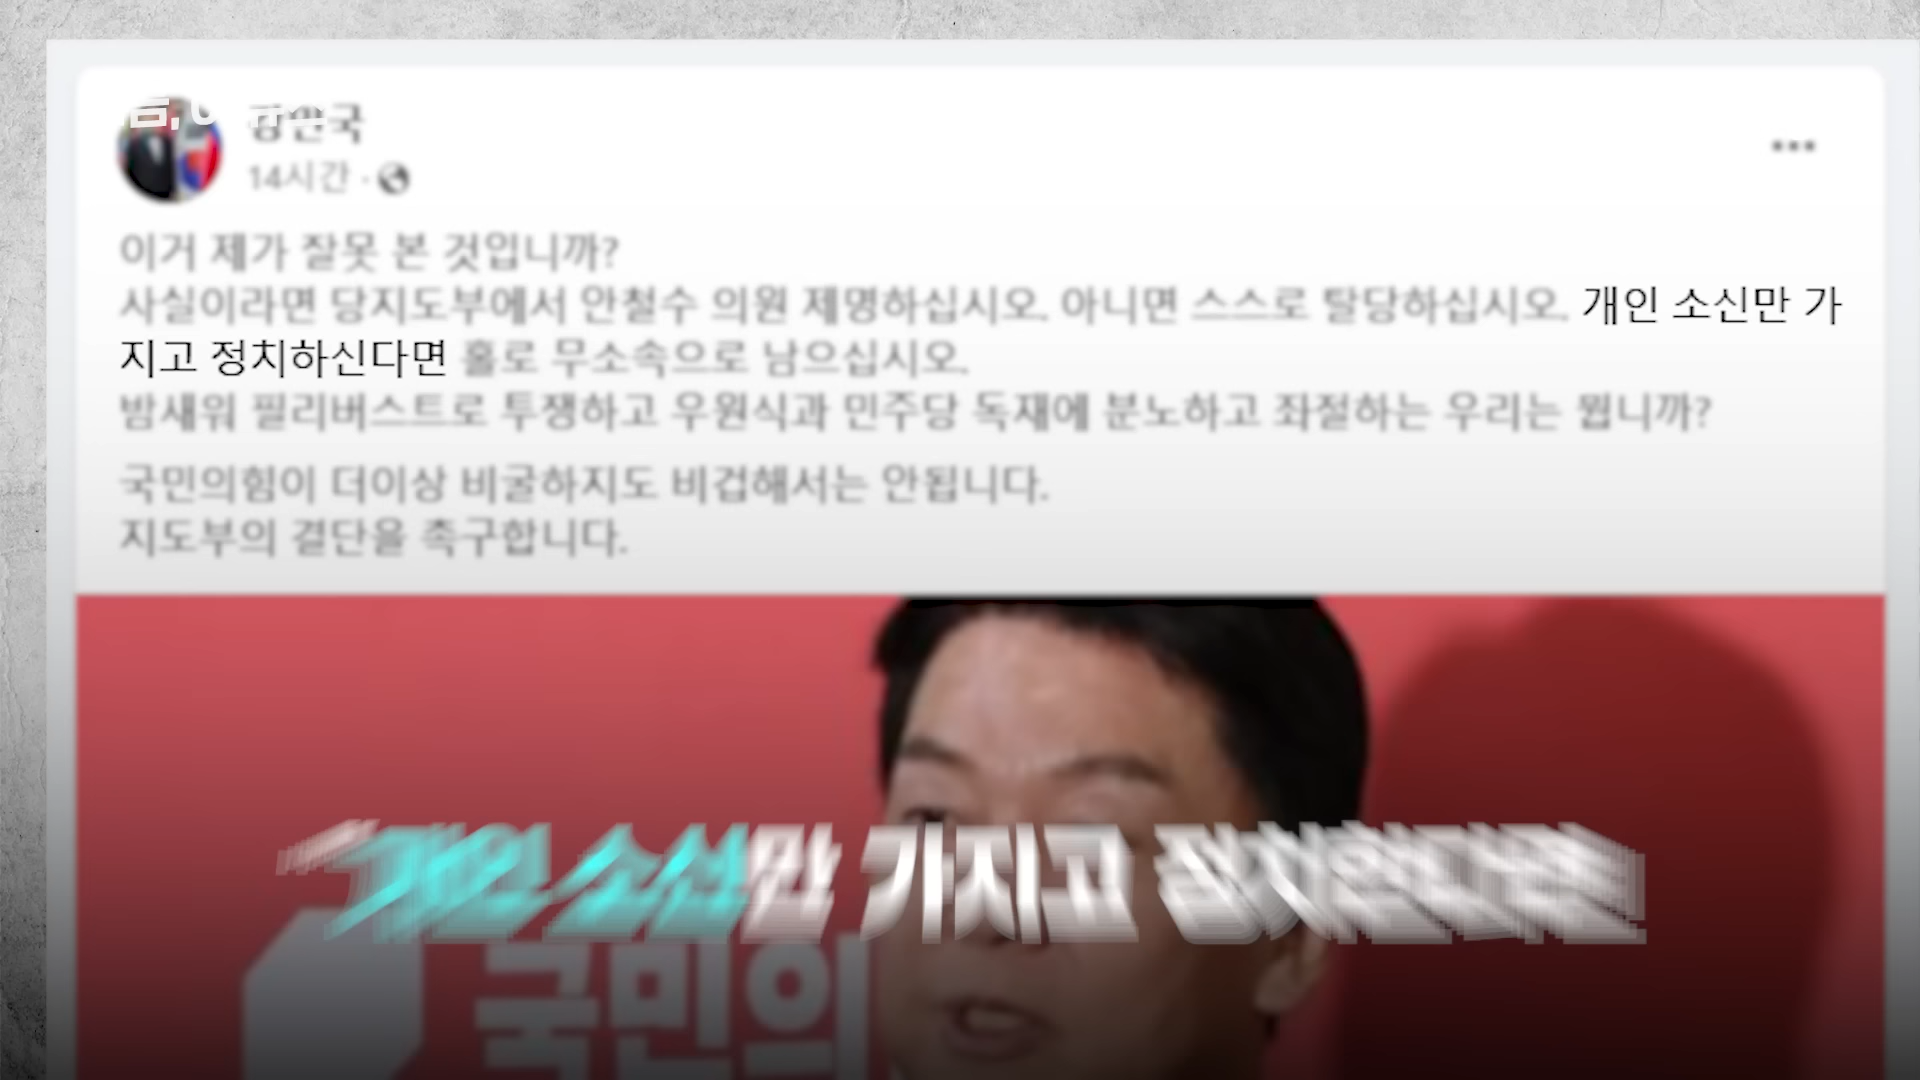 강민국
14시간 ·
이거 제가 잘못 본 것입니까?
사실이라면 당지도부에서 안철수 의원 제명하십시오. 아니면 스스로 탈당하십시오. 개인 소신만 가
지고 정치하신다면 홀로 무소속으로 남으십시오.
밤새워 필리버스트로 투쟁하고 우원식과 민주당 독재에 분노하고 좌절하는 우리는 뭡니까?
국민의힘이 더이상 비굴하지도 비겁해서는 안됩니다.
지도부의 결단을 촉구합니다.
"개인 소신만 가지고 정치한다면
국민의